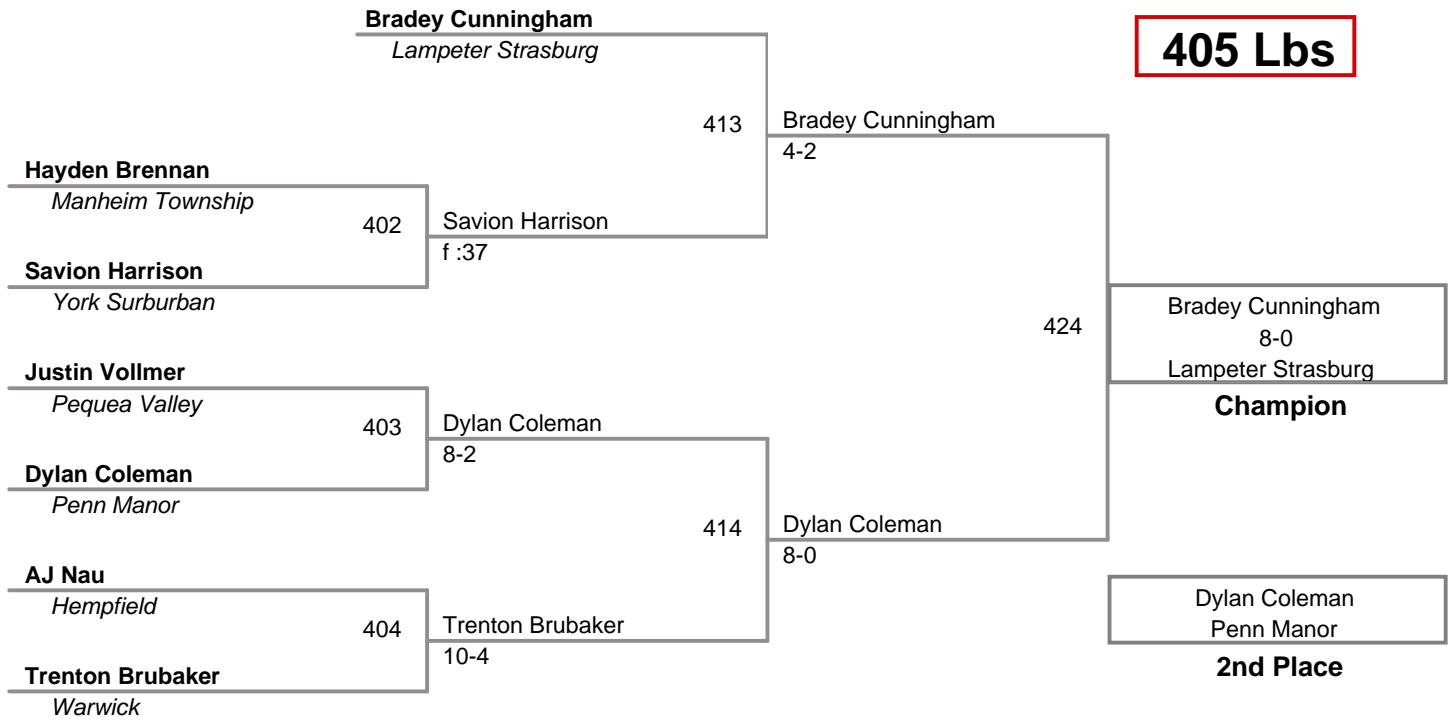 Bradey Cunningham
Lampeter Strasburg
405 Lbs
413
Bradey Cunningham
4-2
Hayden Brennan
Manheim Township
402
Savion Harrison
f :37
Savion Harrison
York Surburban
424
Bradey Cunningham
8-0
Lampeter Strasburg
Champion
Justin Vollmer
Pequea Valley
403
Dylan Coleman
8-2
Dylan Coleman
Penn Manor
414
Dylan Coleman
8-0
AJ Nau
Hempfield
404
Trenton Brubaker
10-4
Trenton Brubaker
Warwick
Dylan Coleman
Penn Manor
2nd Place